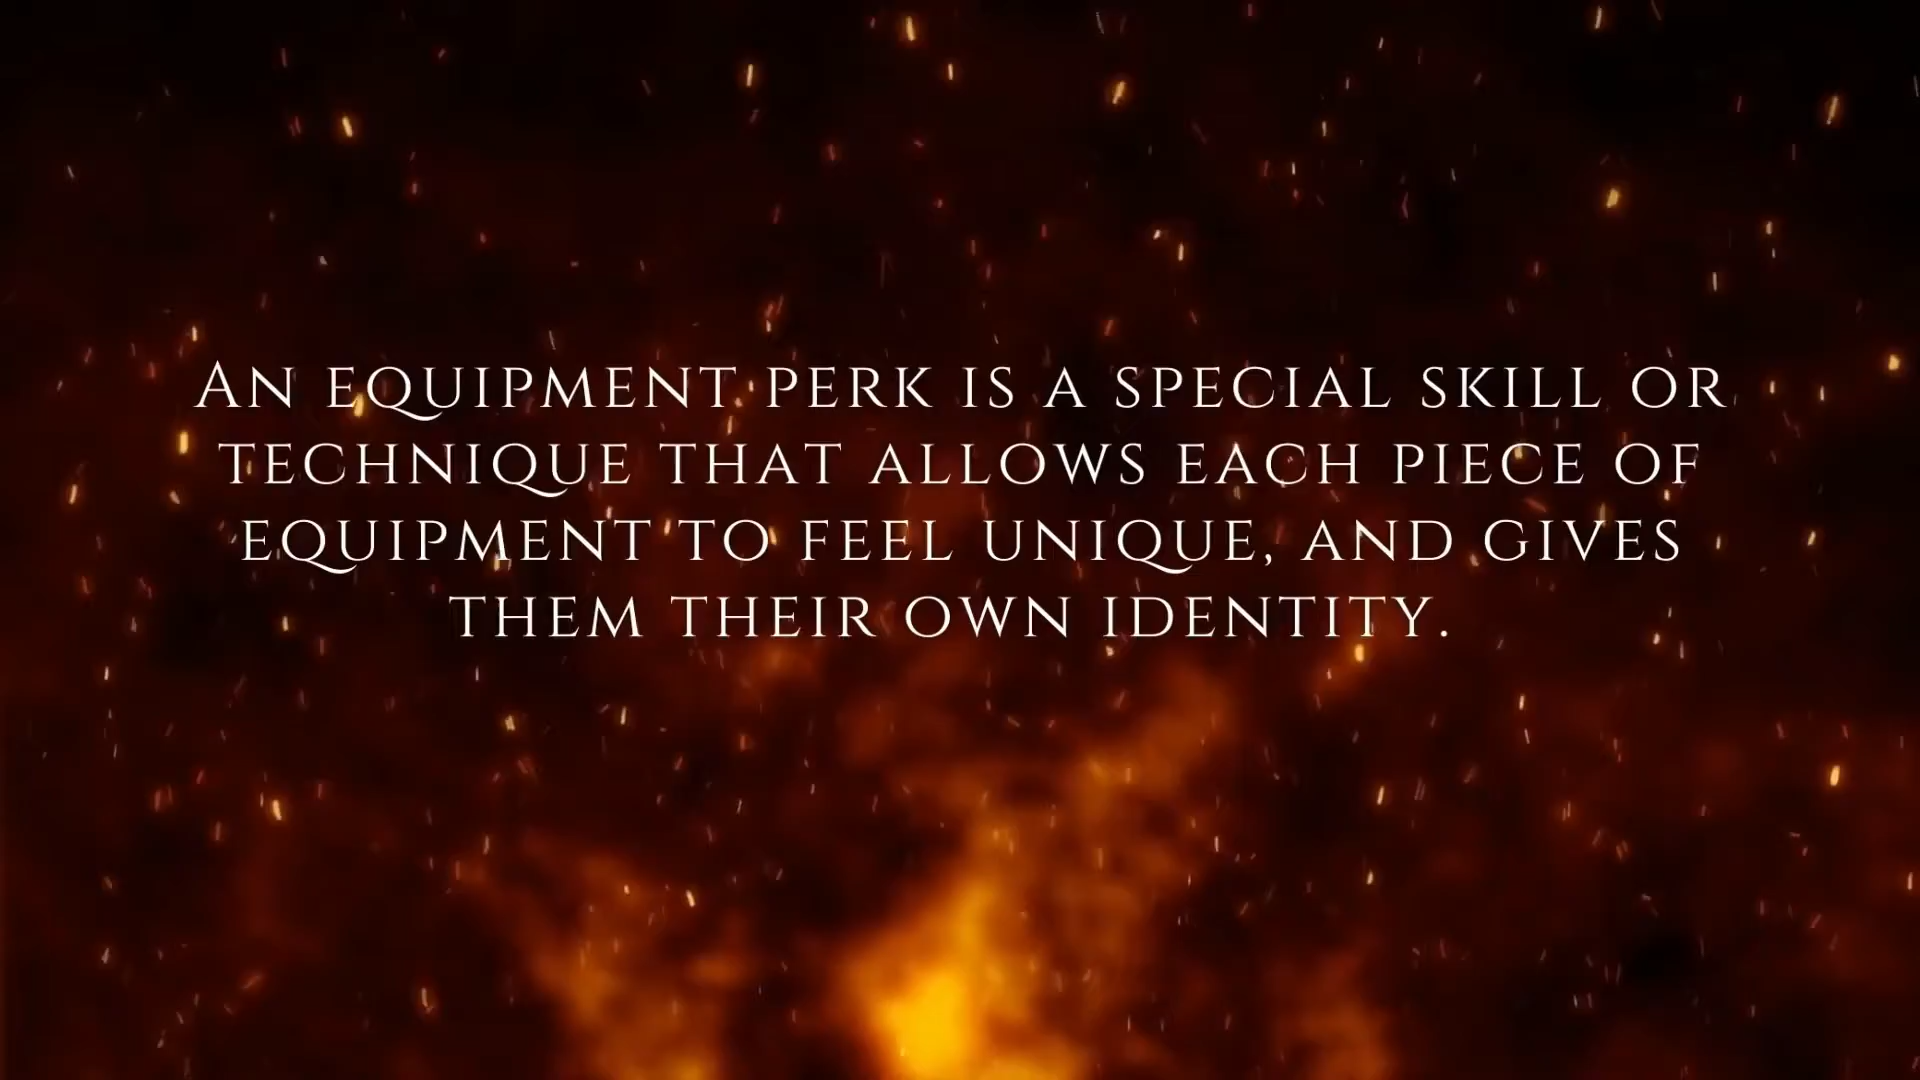 An equipment perk is a special skill or
technique that allows each piece of
equipment to feel unique, and gives
them their own identity.